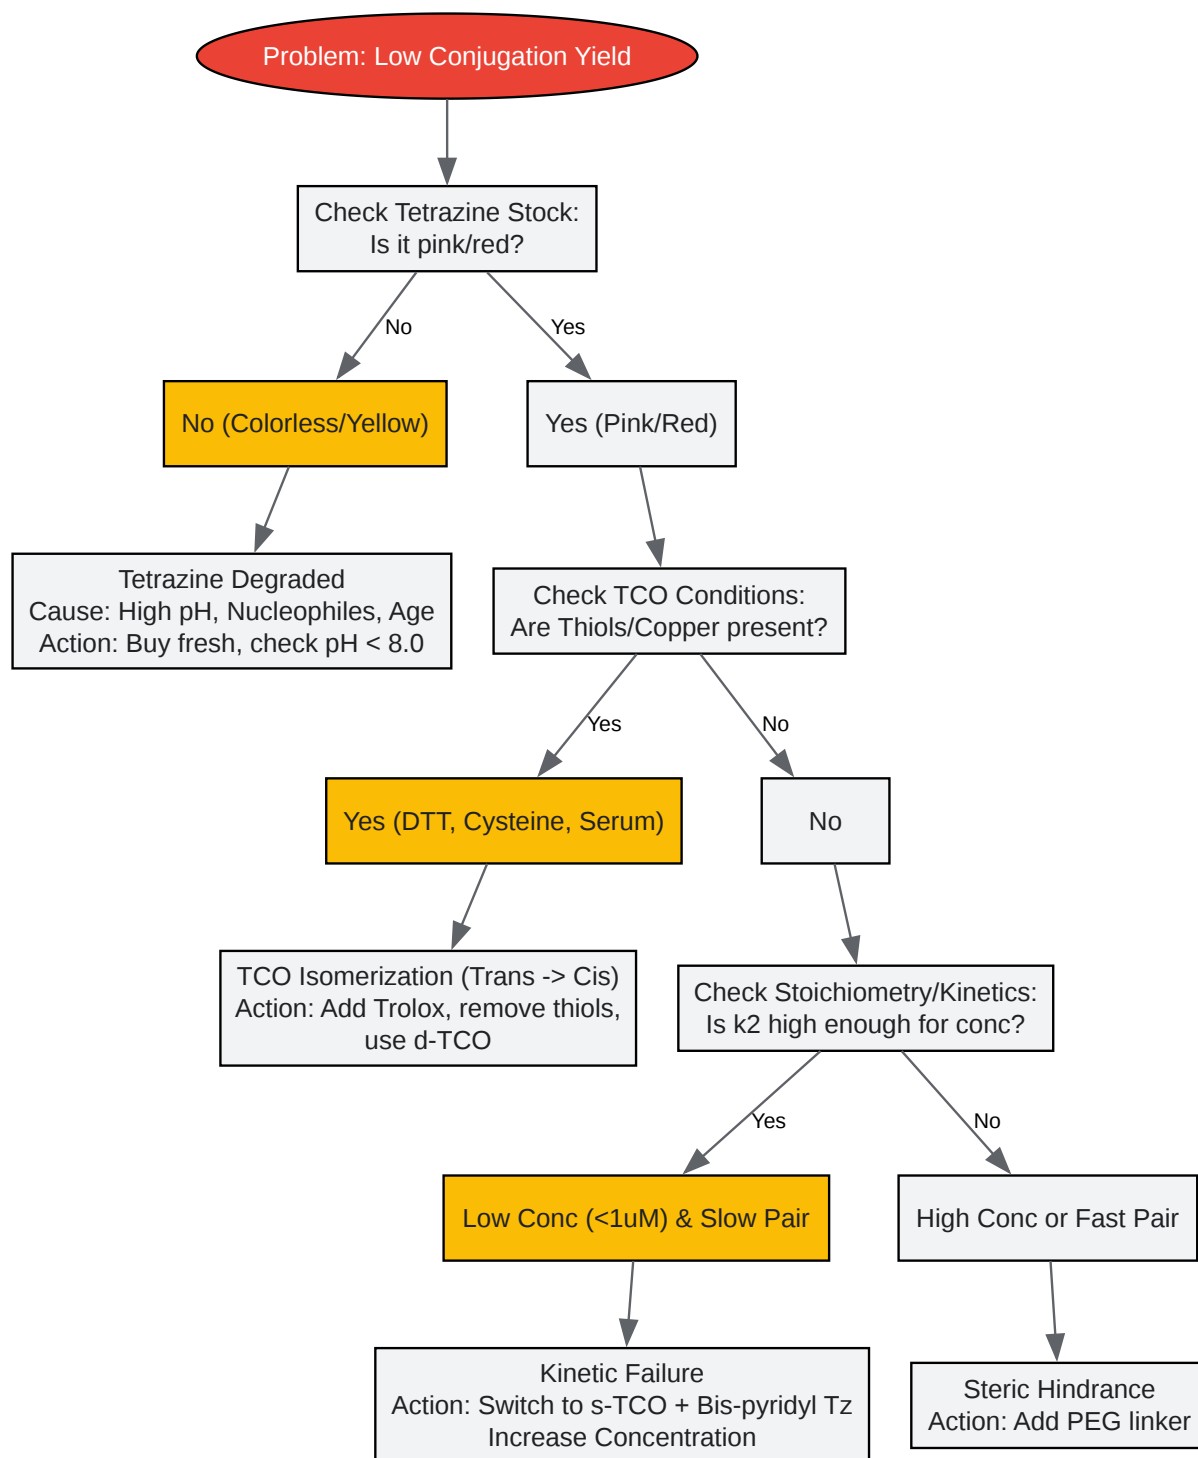 Problem: Low Conjugation Yield
Check Tetrazine Stock:
Is it pink/red?
No
Yes
No (Colorless/Yellow)
Yes (Pink/Red)
Tetrazine Degraded
Cause: High pH, Nucleophiles, Age
Action: Buy fresh, check pH < 8.0
Check TCO Conditions:
Are Thiols/Copper present?
Yes
No
Yes (DTT, Cysteine, Serum)
No
TCO Isomerization (Trans -> Cis)
Action: Add Trolox, remove thiols,
use d-TCO
Check Stoichiometry/Kinetics:
Is k2 high enough for conc?
Yes
No
Low Conc (<1uM) & Slow Pair
High Conc or Fast Pair
Kinetic Failure
Action: Switch to s-TCO + Bis-pyridyl Tz
Increase Concentration
Steric Hindrance
Action: Add PEG linker